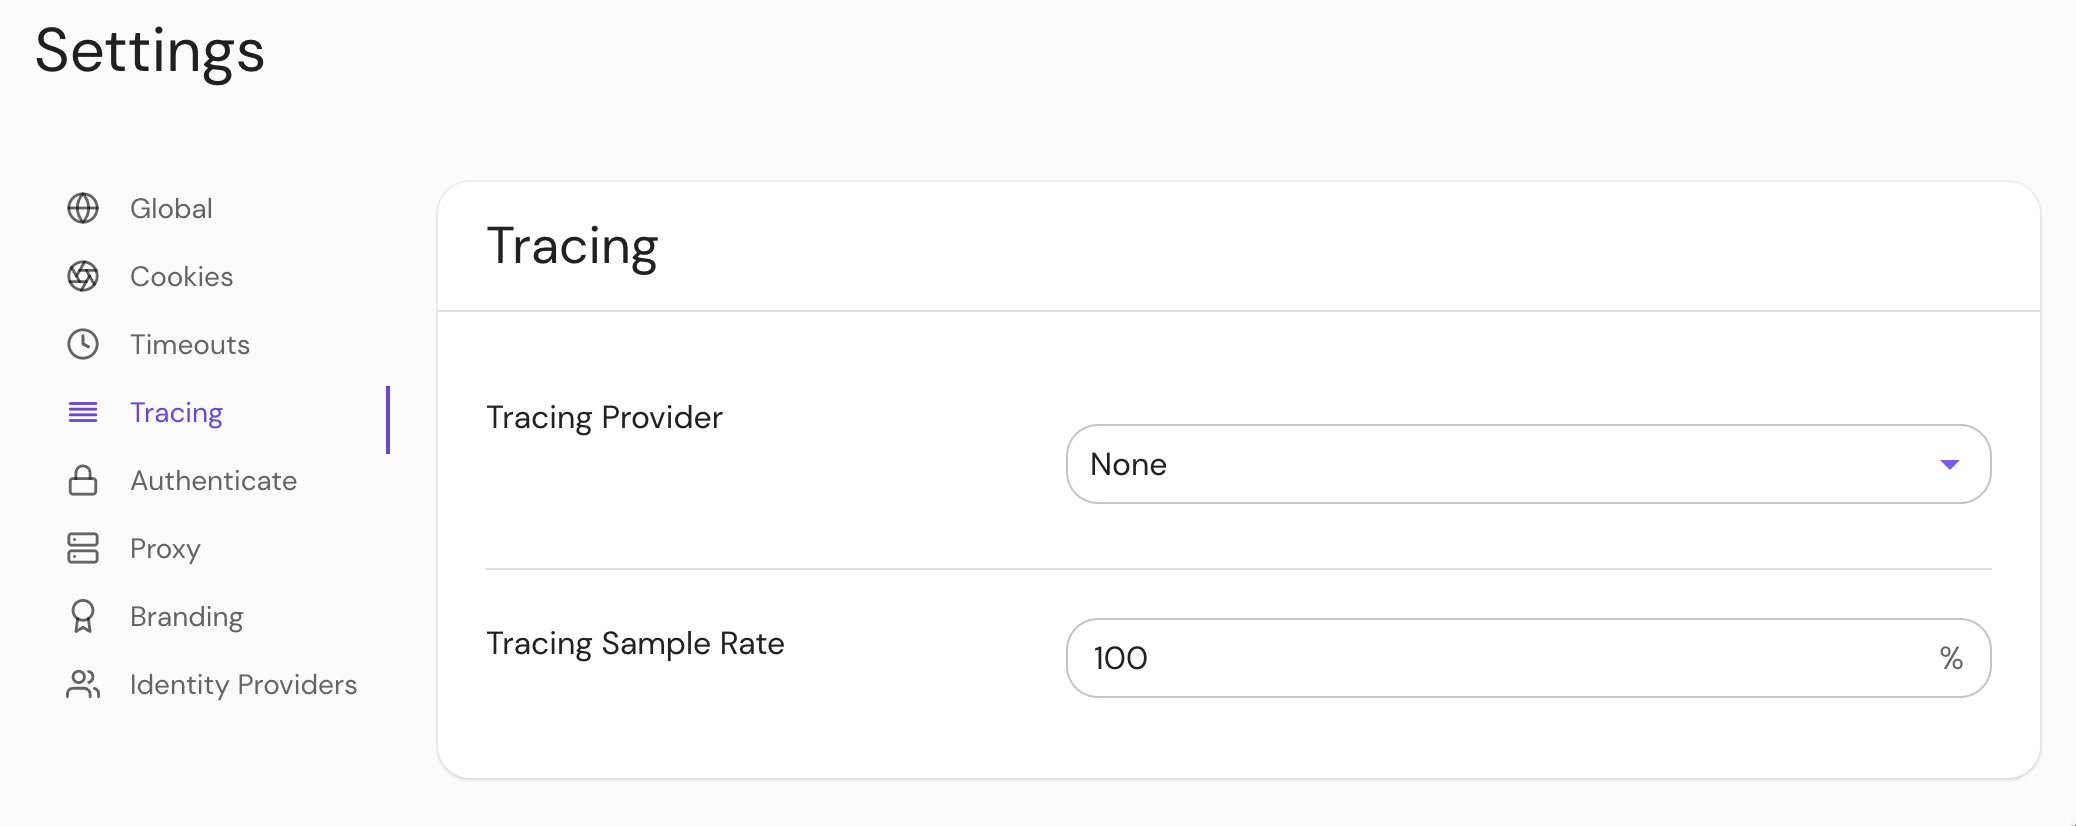 Settings
Global
Cookies
Timeouts
Tracing
Authenticate
Proxy
Branding
Identity Providers
Tracing
Tracing Provider
None
Tracing Sample Rate
100 %